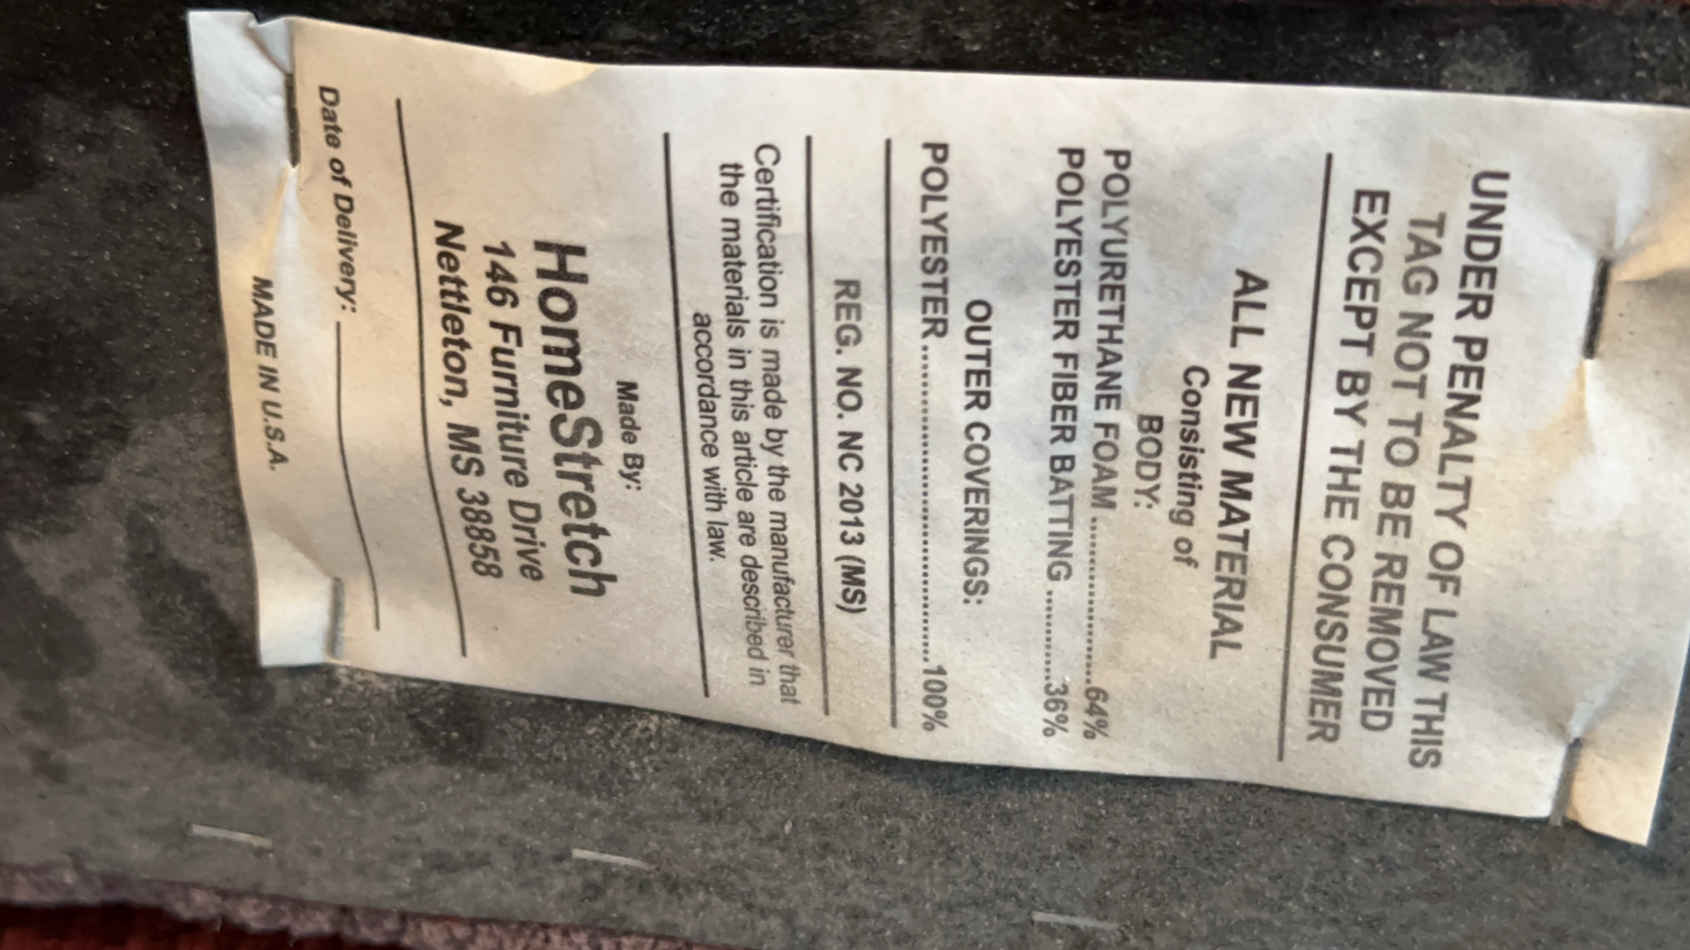 UNDER PENALTY OF LAW THIS
TAG NOT TO BE REMOVED
EXCEPT BY THE CONSUMER
ALL NEW MATERIAL
Consisting of
BODY:
POLYURETHANE FOAM ....................64%
POLYESTER FIBER BATTING ...........36%
OUTER COVERINGS:
POLYESTER.......................................100%
REG. NO. NC 2013 (MS)
Certification is made by the manufacturer that
the materials in this article are described in
accordance with law.
Made By:
HomeStretch
146 Furniture Drive
Nettleton, MS 38858
Date of Delivery:
MADE IN U.S.A.